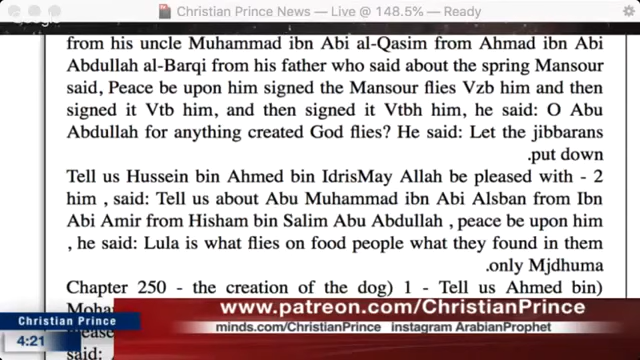 Christian Prince News — Live @ 148.5% — Ready
from his uncle Muhammad ibn Abi al-Qasim from Ahmad ibn Abi
Abdullah al-Barqi from his father who said about the spring Mansour
said, Peace be upon him signed the Mansour flies Vzb him and then
signed it Vtb him, and then signed it Vtbh him, he said: O Abu
Abdullah for anything created God flies? He said: Let the jibbarans
.put down
Tell us Hussein bin Ahmed bin IdrisMay Allah be pleased with - 2
him , said: Tell us about Abu Muhammad ibn Abi Alsban from Ibn
Abi Amir from Hisham bin Salim Abu Abdullah , peace be upon him
, he said: Lula is what flies on food people what they found in them
.only Mjdhuma
Chapter 250 - the creation of the dog) 1 - Tell us Ahmed bin)
Moha
please
said:
www.patreon.com/ChristianPrince
minds.com/ChristianPrince instagram ArabianProphet
Christian Prince
4:21